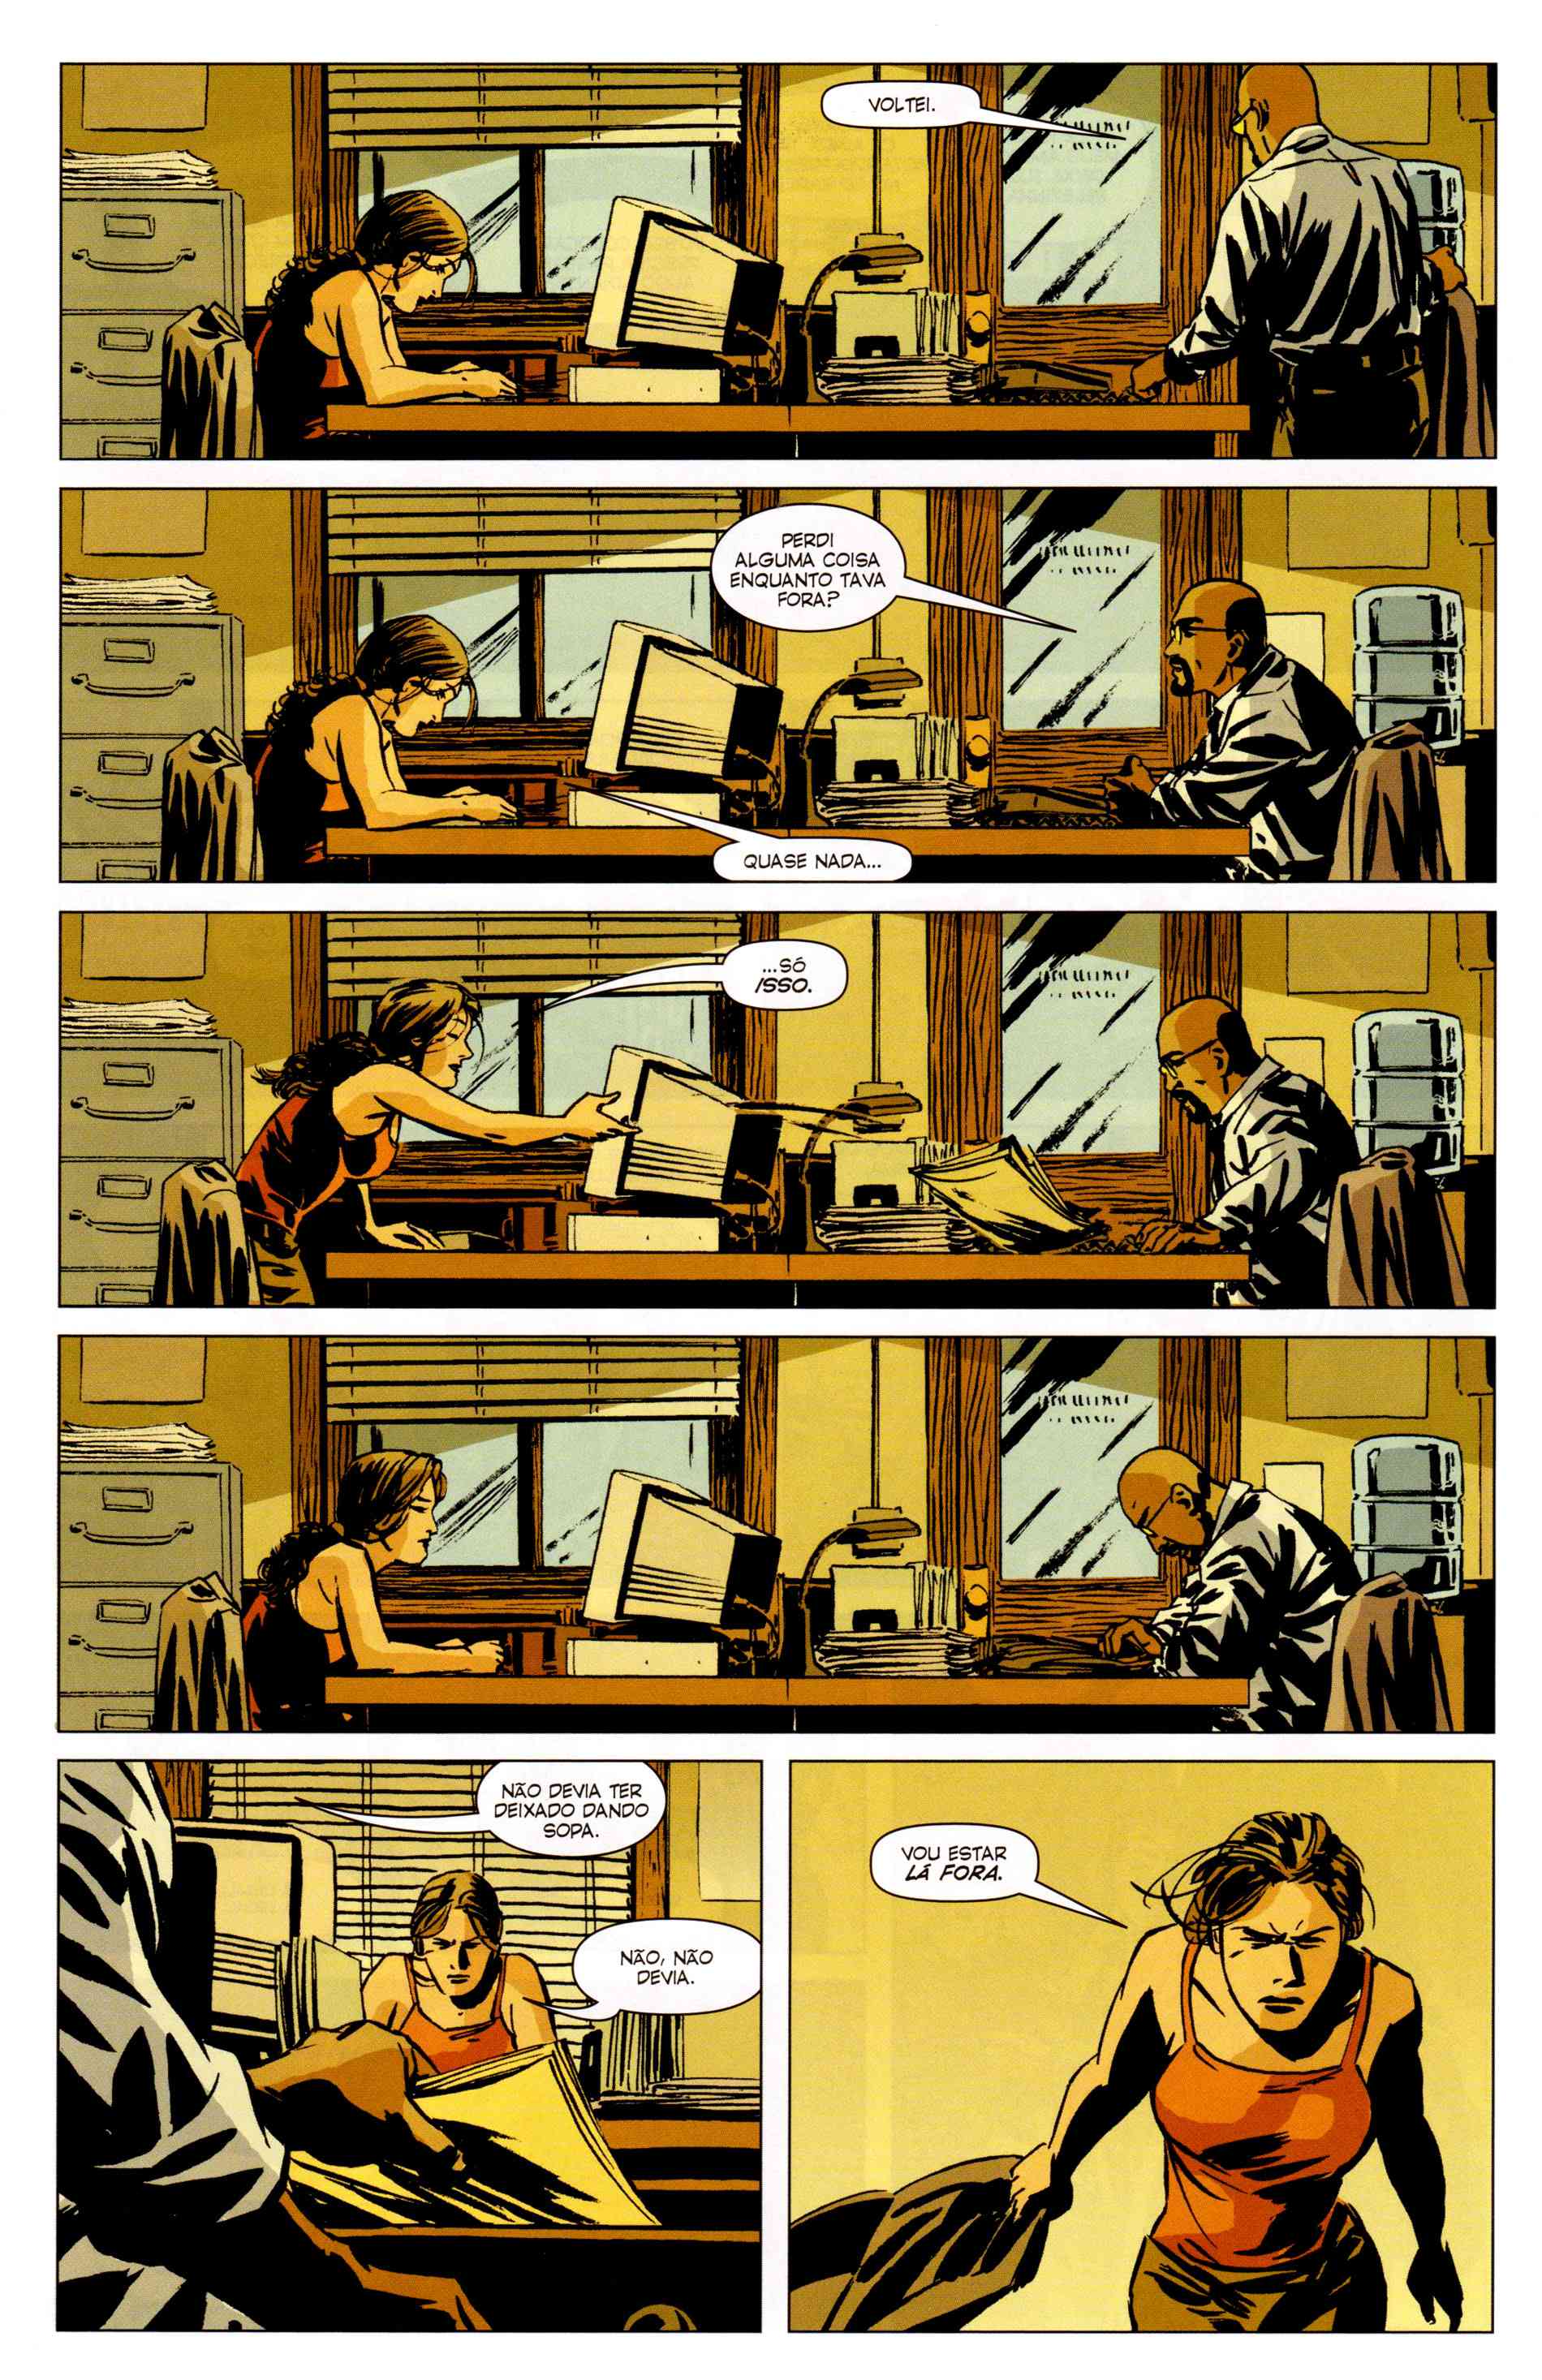 VOLTEI.
PERDI
ALGUMA COISA
ENQUANTO TAVA
FORA?
QUASE NADA...
...SÓ
ISSO.
NÃO DEVIA TER
DEIXADO DANDO
SOPA.
NÃO, NÃO
DEVIA.
VOU ESTAR
LÁ FORA.